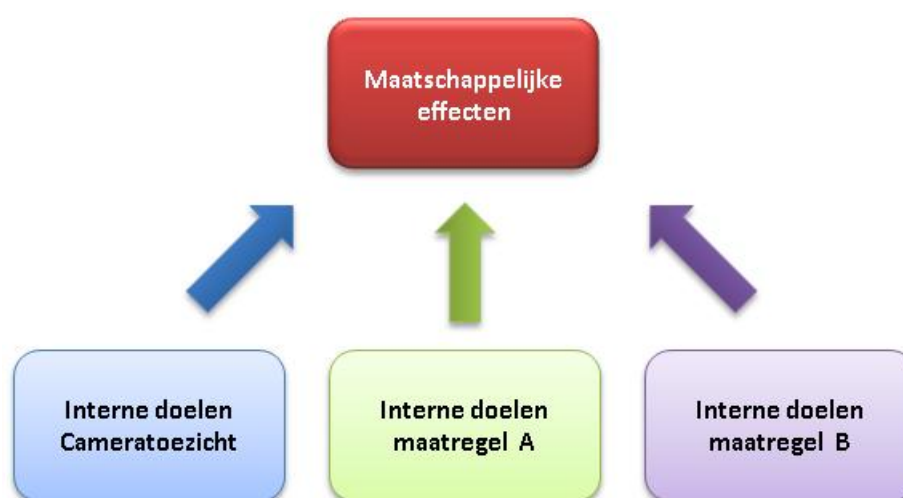 Maatschappelijke
effecten
Interne doelen
Cameratoezicht
Interne doelen
maatregel A
Interne doelen
maatregel B